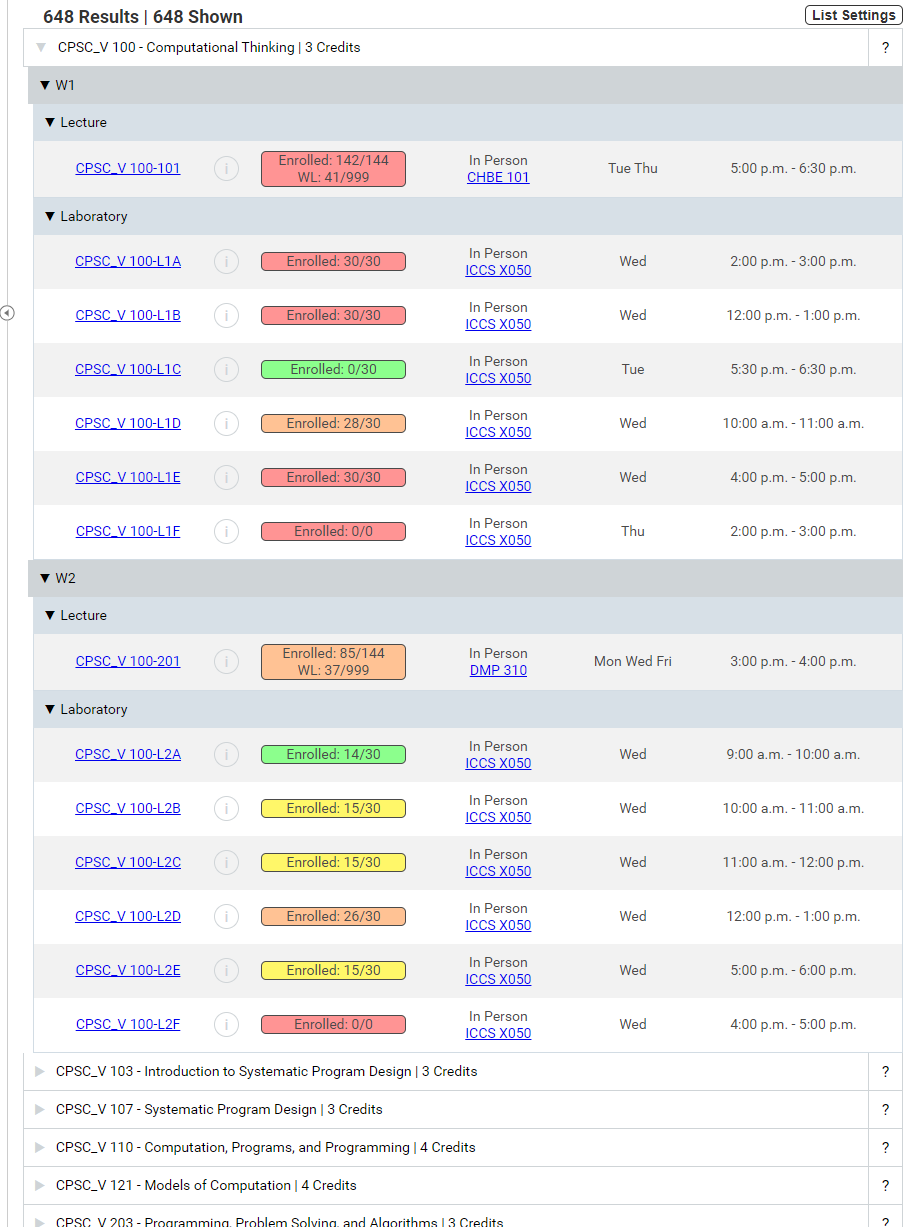 648 Results | 648 Shown
List Settings
▼ CPSC_V 100 - Computational Thinking | 3 Credits ?
▼ W1
▼ Lecture
CPSC_V 100-101 i Enrolled: 142/144 WL: 41/999 In Person CHBE 101 Tue Thu 5:00 p.m. - 6:30 p.m.
▼ Laboratory
CPSC_V 100-L1A i Enrolled: 30/30 In Person ICCS X050 Wed 2:00 p.m. - 3:00 p.m.
CPSC_V 100-L1B i Enrolled: 30/30 In Person ICCS X050 Wed 12:00 p.m. - 1:00 p.m.
CPSC_V 100-L1C i Enrolled: 0/30 In Person ICCS X050 Tue 5:30 p.m. - 6:30 p.m.
CPSC_V 100-L1D i Enrolled: 28/30 In Person ICCS X050 Wed 10:00 a.m. - 11:00 a.m.
CPSC_V 100-L1E i Enrolled: 30/30 In Person ICCS X050 Wed 4:00 p.m. - 5:00 p.m.
CPSC_V 100-L1F i Enrolled: 0/0 In Person ICCS X050 Thu 2:00 p.m. - 3:00 p.m.
▼ W2
▼ Lecture
CPSC_V 100-201 i Enrolled: 85/144 WL: 37/999 In Person DMP 310 Mon Wed Fri 3:00 p.m. - 4:00 p.m.
▼ Laboratory
CPSC_V 100-L2A i Enrolled: 14/30 In Person ICCS X050 Wed 9:00 a.m. - 10:00 a.m.
CPSC_V 100-L2B i Enrolled: 15/30 In Person ICCS X050 Wed 10:00 a.m. - 11:00 a.m.
CPSC_V 100-L2C i Enrolled: 15/30 In Person ICCS X050 Wed 11:00 a.m. - 12:00 p.m.
CPSC_V 100-L2D i Enrolled: 26/30 In Person ICCS X050 Wed 12:00 p.m. - 1:00 p.m.
CPSC_V 100-L2E i Enrolled: 15/30 In Person ICCS X050 Wed 5:00 p.m. - 6:00 p.m.
CPSC_V 100-L2F i Enrolled: 0/0 In Person ICCS X050 Wed 4:00 p.m. - 5:00 p.m.
▶ CPSC_V 103 - Introduction to Systematic Program Design | 3 Credits ?
▶ CPSC_V 107 - Systematic Program Design | 3 Credits ?
▶ CPSC_V 110 - Computation, Programs, and Programming | 4 Credits ?
▶ CPSC_V 121 - Models of Computation | 4 Credits ?
▶ CPSC_V 203 - Programming, Problem Solving, and Algorithms | 3 Credits ?